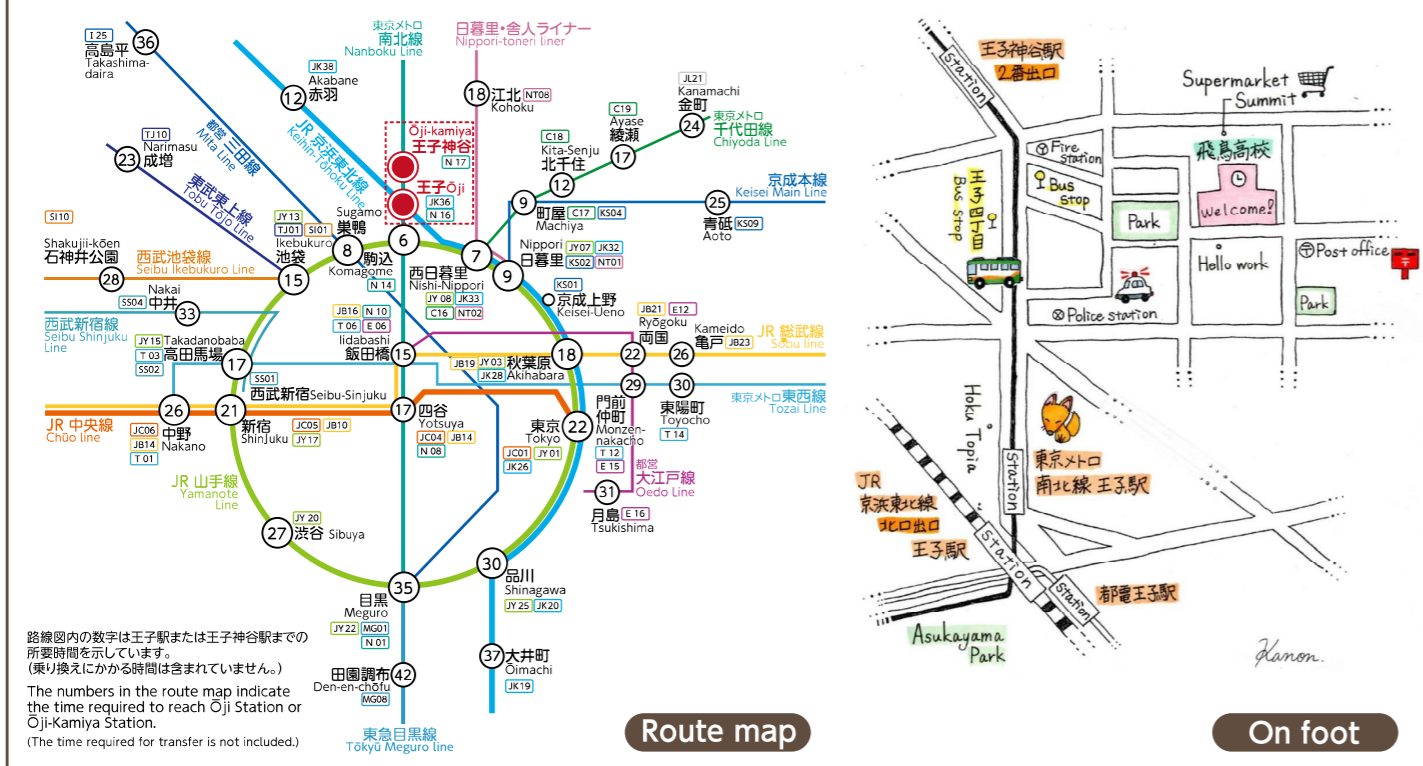 I 25
高島平
Takashima-
daira
36
JK38
Akabane
赤羽
12
東京メトロ
南北線
Nanboku Line
日暮里・舎人ライナー
Nippori-toneri liner
18
江北
NT08
Kohoku
JL21
Kanamachi
金町
24
東京メトロ
千代田線
Chiyoda Line
C19
Ayase
綾瀬
17
C18
Kita-Senju
北千住
12
TJ10
Narimasu
成増
23
都営 三田線
Mita Line
JR 京浜東北線
Keihin-Tōhoku Line
東武東上線
Tobu Tōjō Line
Ōji-kamiya
王子神谷
N 17
王子Ōji
JK36
N 16
京成本線
Keisei Main Line
25
青砥
KS09
Aoto
9
町屋
C17
KS04
Machiya
Nippori
日暮里
JY07
JK32
KS02
NT01
9
SI10
Shakujii-kōen
石神井公園
28
西武池袋線
Seibu Ikebukuro Line
JY13
TJ01
SI01
Ikebukuro
池袋
15
Sugamo
巣鴨
8
6
駒込
Komagome
N 14
7
西日暮里
Nishi-Nippori
JY 08
JK33
C16
NT02
KS01
京成上野
Keisei-Ueno
Nakai
SS04
中井
33
西武新宿線
Seibu Shinjuku
Line
JY15
Takadanobaba
T 03
高田馬場
SS02
17
JB16
N 10
T 06
E 06
Iidabashi
飯田橋
15
JB19
JY 03
JK28
秋葉原
Akihabara
18
JB21
E12
Ryōgoku
両国
22
Kameido
亀戸
JB23
26
JR 総武線
Sōbu Line
SS01
西武新宿Seibu-Sinjuku
29
30
東陽町
Toyocho
T 14
東京メトロ東西線
Tozai Line
JR 中央線
Chūo line
26
JC06
中野
JB14
Nakano
T 01
21
新宿
ShinJuku
JC05
JB10
JY17
17
四谷
Yotsuya
JC04
JB14
N 08
東京
Tokyo
22
JC01
JY 01
JK26
門前
仲町
Monzen-
nakacho
T 12
E 15
都営
大江戸線
Oedo Line
31
月島
E 16
Tsukishima
JR 山手線
Yamanote
Line
JY 20
27
渋谷 Sibuya
30
品川
Shinagawa
JY 25
JK20
35
目黒
Meguro
JY 22
MG01
N 01
37
大井町
Ōimachi
JK19
田園調布
42
Den-en-chōfu
MG08
東急目黒線
Tōkyū Meguro line
路線図内の数字は王子駅または王子神谷駅までの
所要時間を示しています。
(乗り換えにかかる時間は含まれていません。)
The numbers in the route map indicate
the time required to reach Ōji Station or
Ōji-Kamiya Station.
(The time required for transfer is not included.)
Route map
王子神谷駅
2番出口
Station
Supermarket
Summit
Fire
station
飛鳥高校
Bus
stop
王子四丁目
Bus stop
Park
Welcome!
Hello work
Post office
Park
Police station
Hoku Topia
Station
東京メトロ
南北線 王子駅
JR
京浜東北線
北口出口
王子駅
Station
Station
都電王子駅
Asukayama
Park
Kanon.
On foot